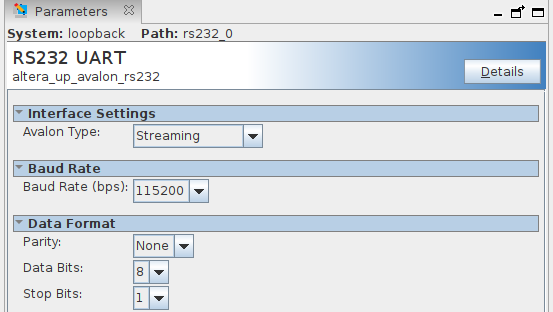 Parameters
System: loopback Path: rs232_0
RS232 UART
altera_up_avalon_rs232
Details
Interface Settings
Avalon Type: Streaming
Baud Rate
Baud Rate (bps): 115200
Data Format
Parity: None
Data Bits: 8
Stop Bits: 1